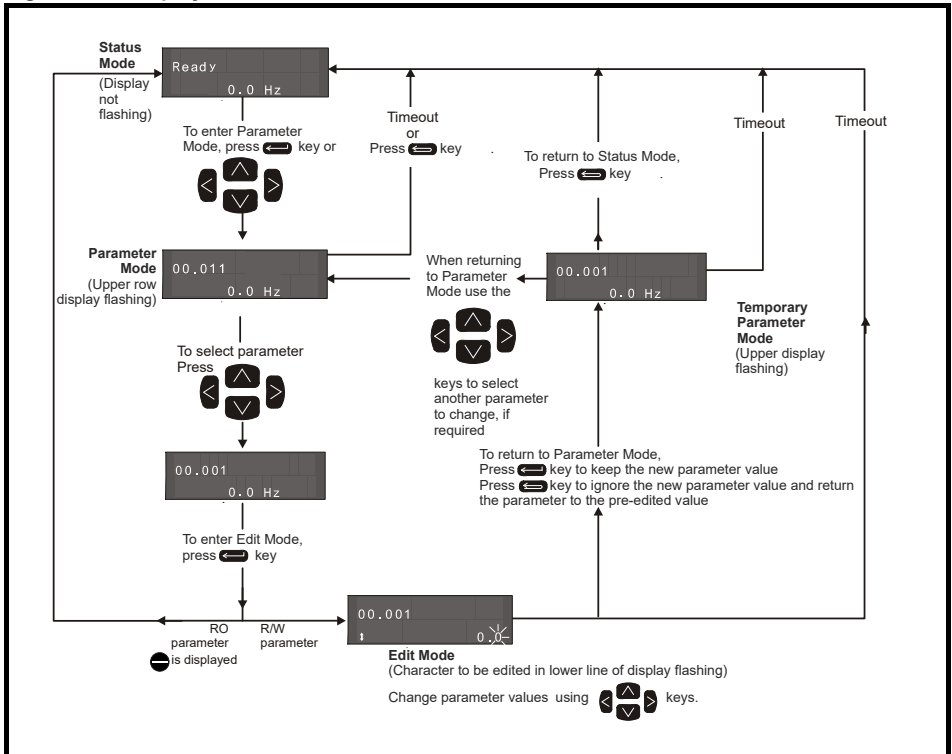 Status
Mode
(Display
not
flashing)
Ready
0.0 Hz
To enter Parameter
Mode, press key or
Timeout
or
Press key
.
To return to Status Mode,
Press key
.
Timeout
Timeout
Parameter
Mode
(Upper row
display flashing)
00.011
0.0 Hz
When returning
to Parameter
Mode use the
keys to select
another parameter
to change, if
required
00.001
0.0 Hz
Temporary
Parameter
Mode
(Upper display
flashing)
To select parameter
Press
00.001
0.0 Hz
To return to Parameter Mode,
Press key to keep the new parameter value
Press key to ignore the new parameter value and return
the parameter to the pre-edited value
To enter Edit Mode,
press key
RO
parameter
is displayed
R/W
parameter
00.001
0.0
Edit Mode
(Character to be edited in lower line of display flashing)
Change parameter values using keys.